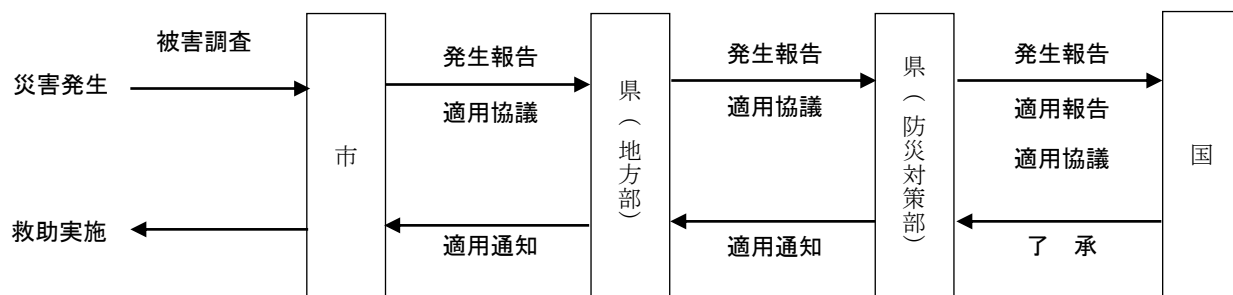 被害調査
災害発生
救助実施
市
発生報告
適用協議
適用通知
県（地方部）
発生報告
適用協議
適用通知
県（防災対策部）
発生報告
適用報告
適用協議
了　承
国